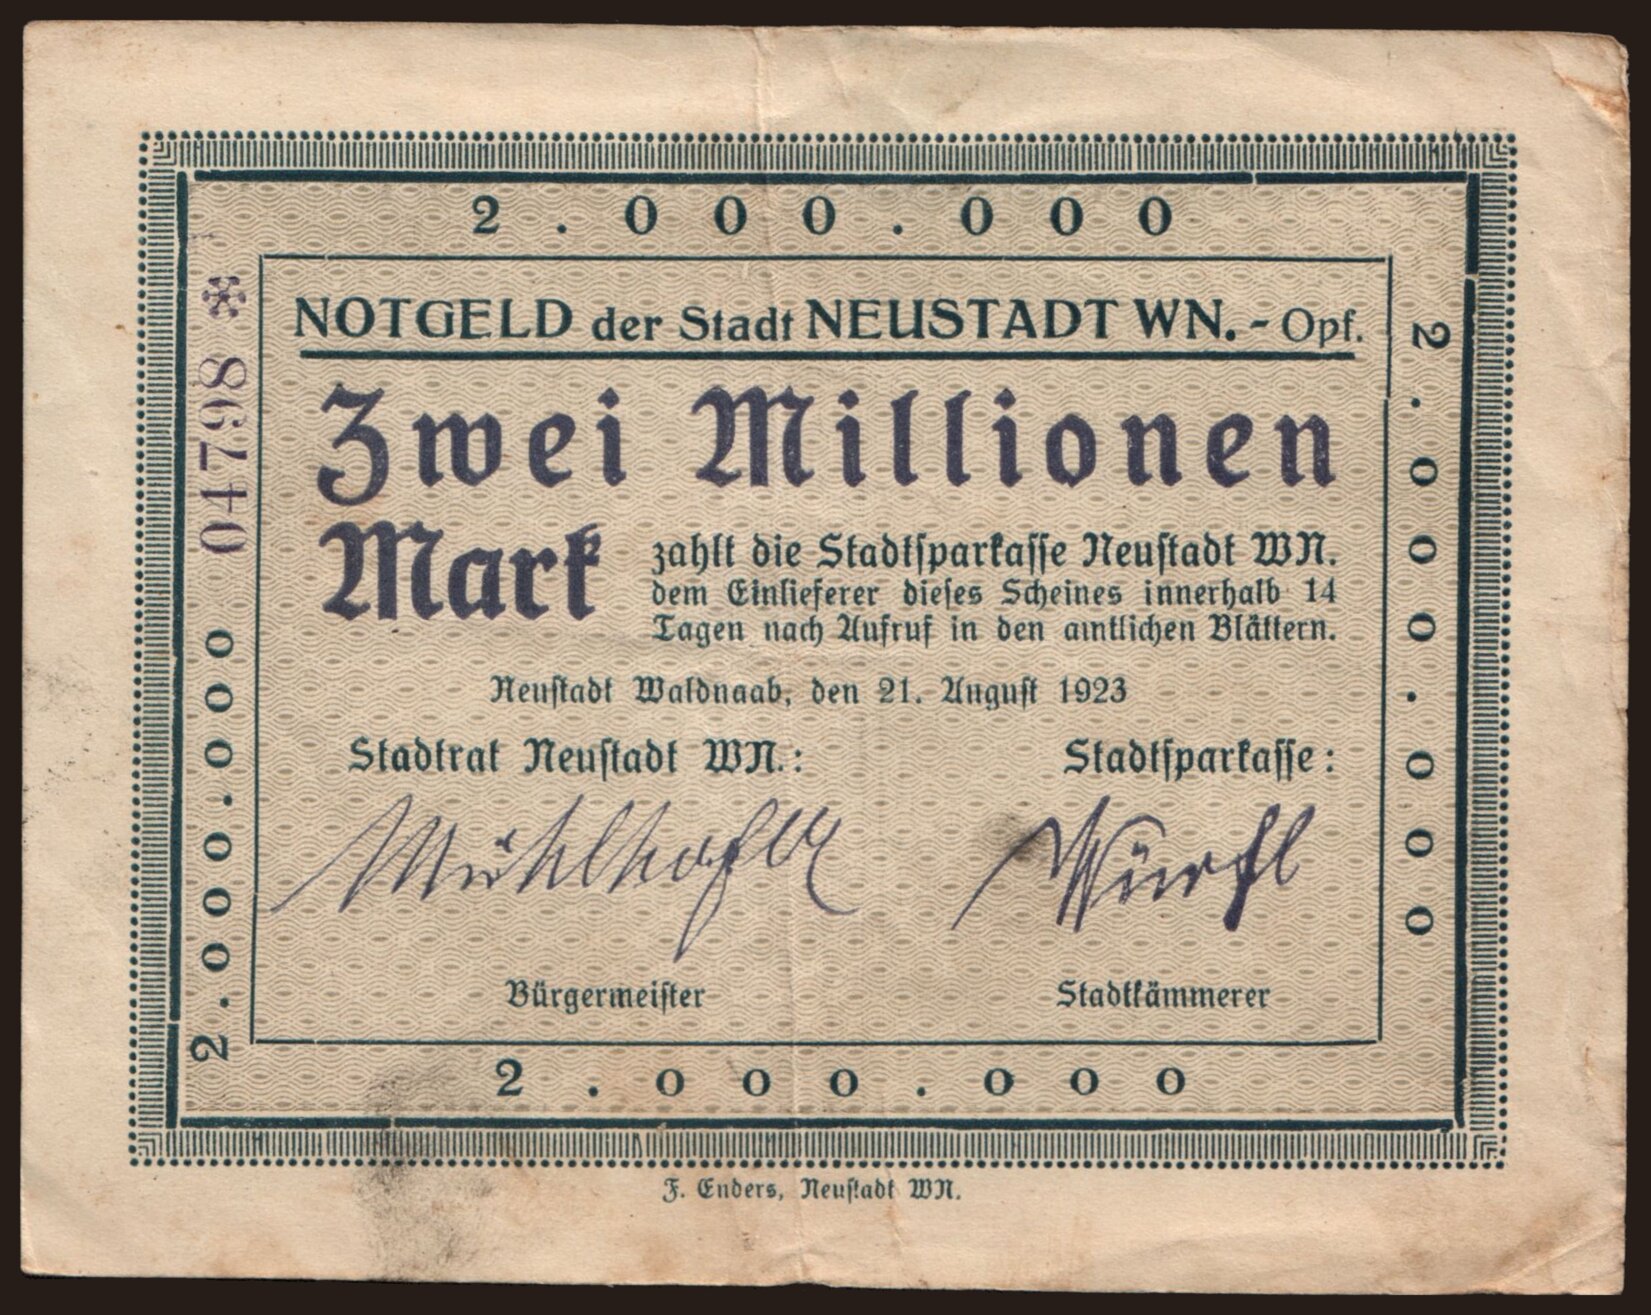 2.000.000
04798 *
2.000.000
2.000.000
NOTGELD der Stadt NEUSTADT WN. - Opf.
Zwei Millionen
Mark
zahlt die Stadtsparkasse Neustadt WN.
dem Einlieferer dieses Scheines innerhalb 14
Tagen nach Aufruf in den amtlichen Blättern.
Neustadt Waldnaab, den 21. August 1923
Stadtrat Neustadt WN.:
Stadtsparkasse:
Bürgermeister
Stadtkämmerer
2.000.000
F. Enders, Neustadt WN.